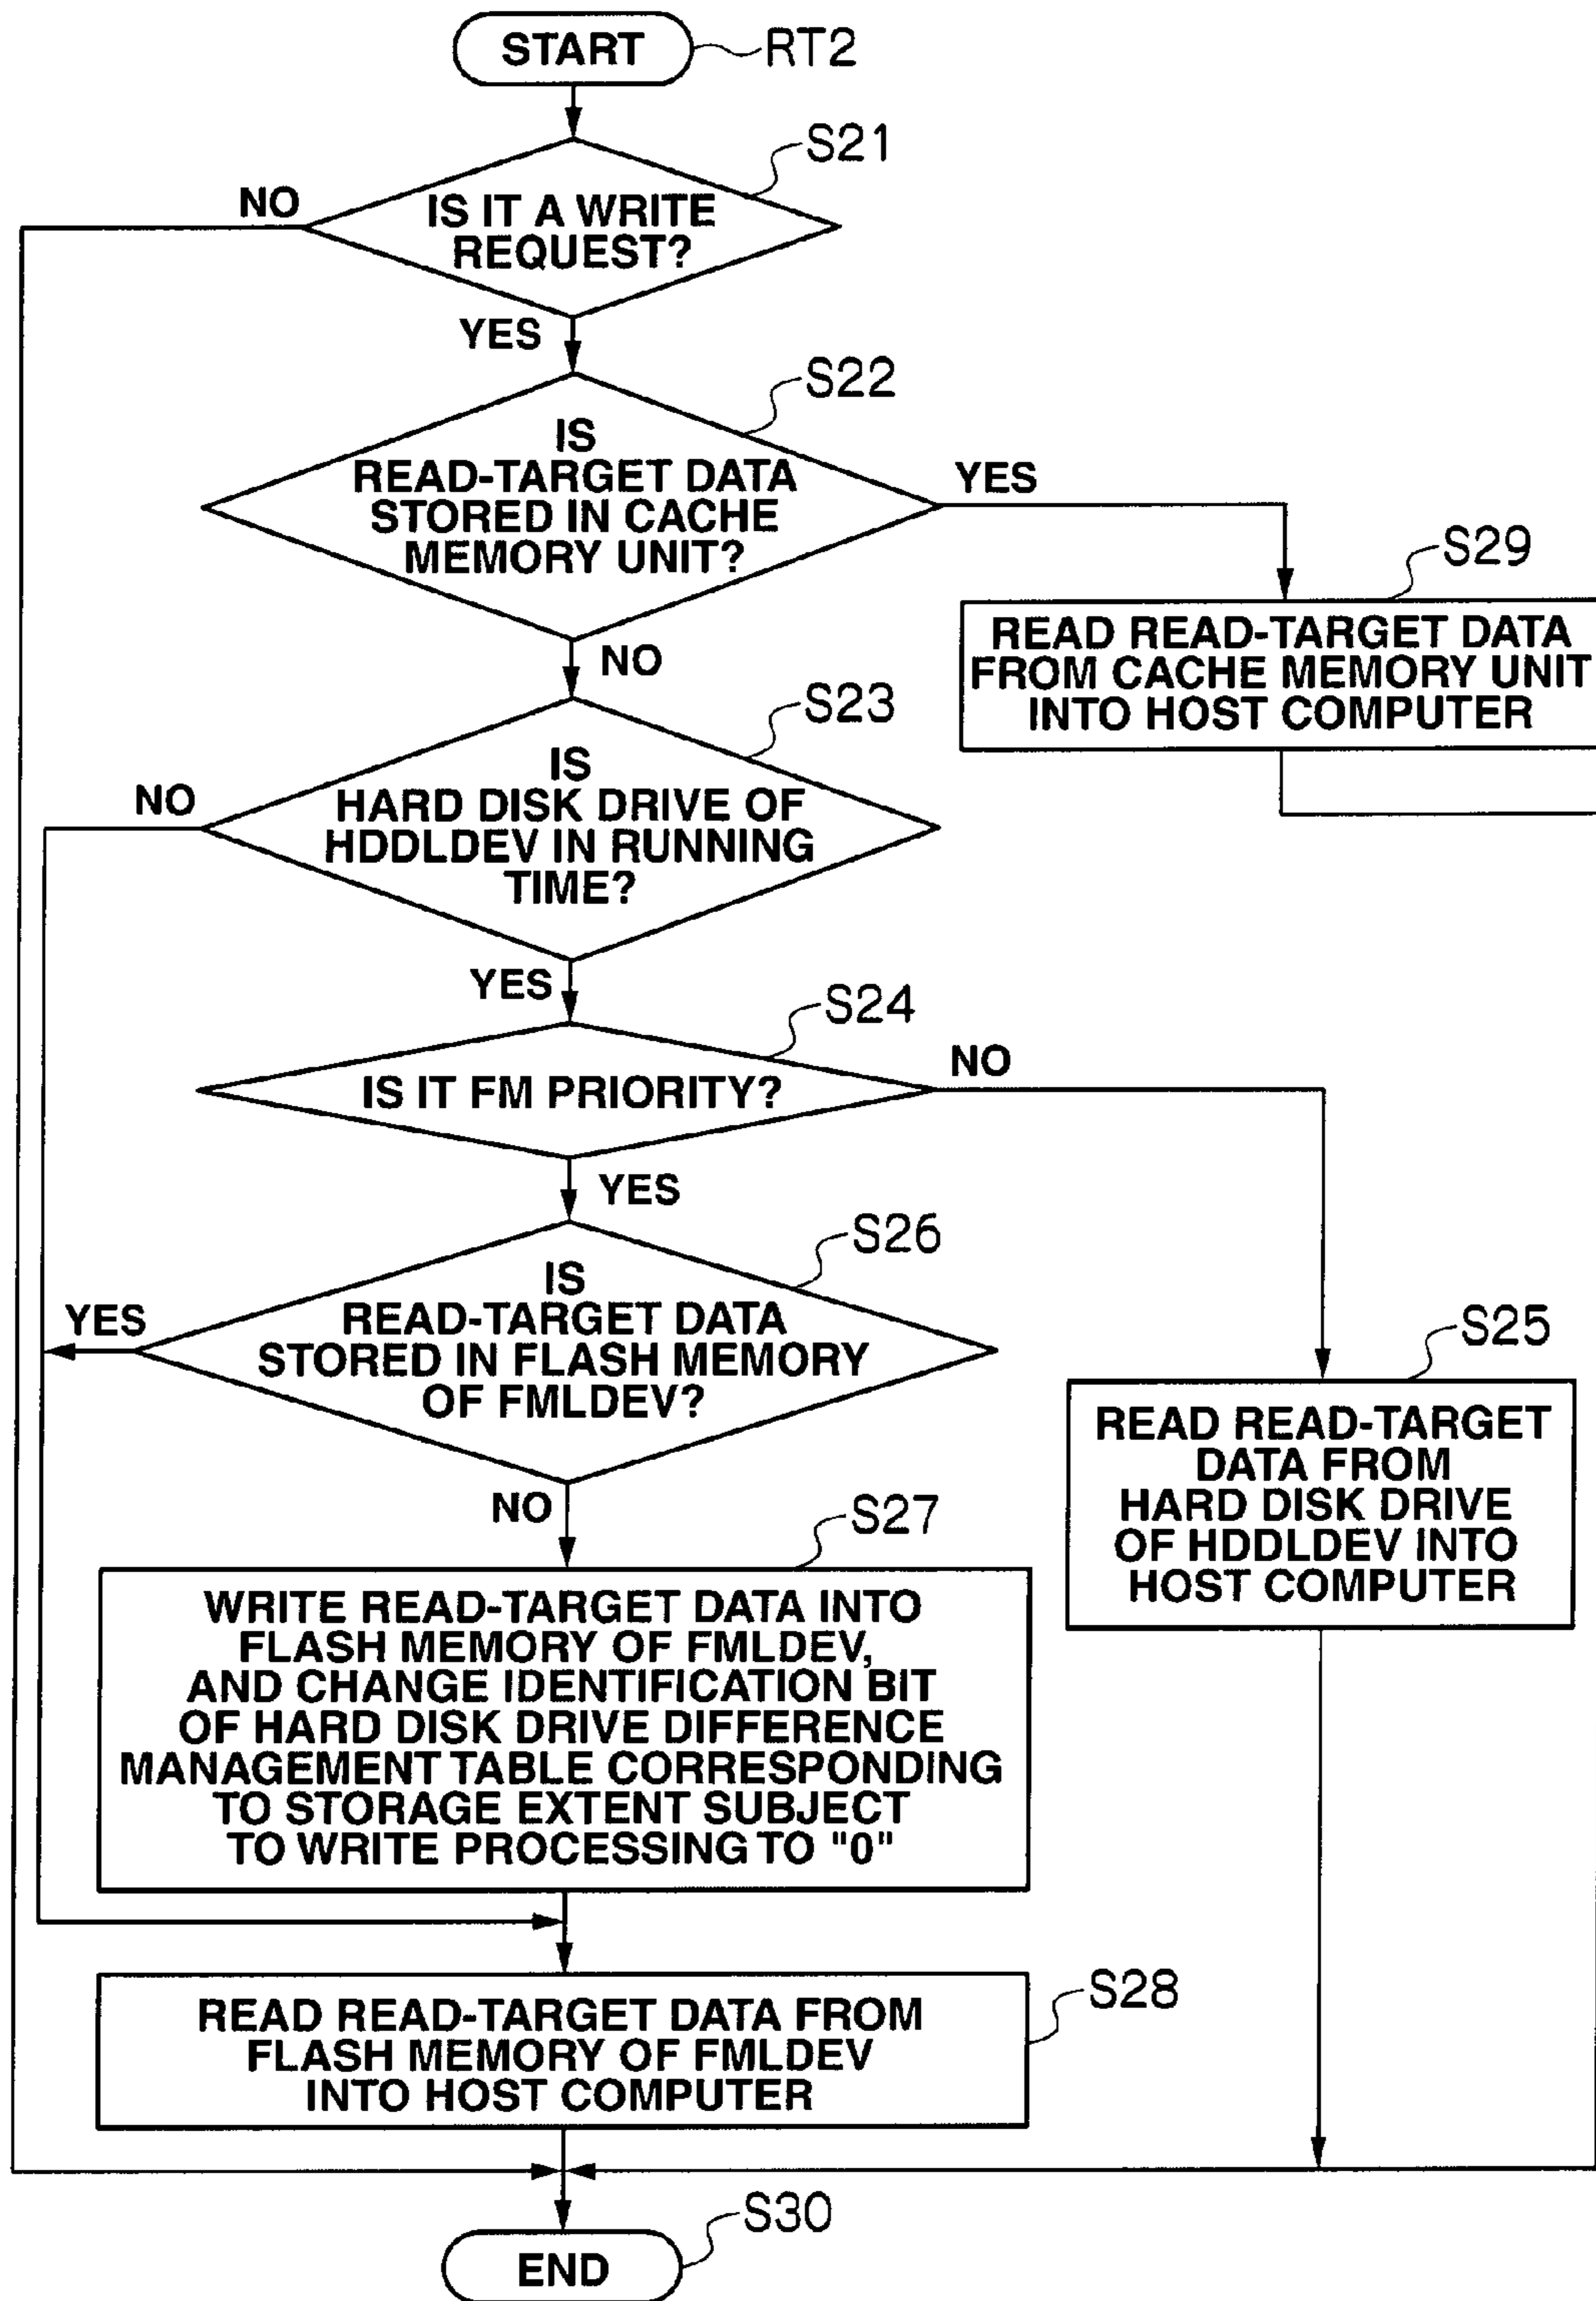 START
RT2
S21
NO
IS IT A WRITE
REQUEST?
YES
S22
IS
READ-TARGET DATA
STORED IN CACHE
MEMORY UNIT?
YES
S29
READ READ-TARGET DATA
FROM CACHE MEMORY UNIT
INTO HOST COMPUTER
NO
S23
NO
IS
HARD DISK DRIVE OF
HDDLDEV IN RUNNING
TIME?
YES
S24
IS IT FM PRIORITY?
NO
YES
S26
YES
IS
READ-TARGET DATA
STORED IN FLASH MEMORY
OF FMLDEV?
S25
READ READ-TARGET
DATA FROM
HARD DISK DRIVE
OF HDDLDEV INTO
HOST COMPUTER
NO
S27
WRITE READ-TARGET DATA INTO
FLASH MEMORY OF FMLDEV,
AND CHANGE IDENTIFICATION BIT
OF HARD DISK DRIVE DIFFERENCE
MANAGEMENT TABLE CORRESPONDING
TO STORAGE EXTENT SUBJECT
TO WRITE PROCESSING TO "0"
S28
READ READ-TARGET DATA FROM
FLASH MEMORY OF FMLDEV
INTO HOST COMPUTER
S30
END